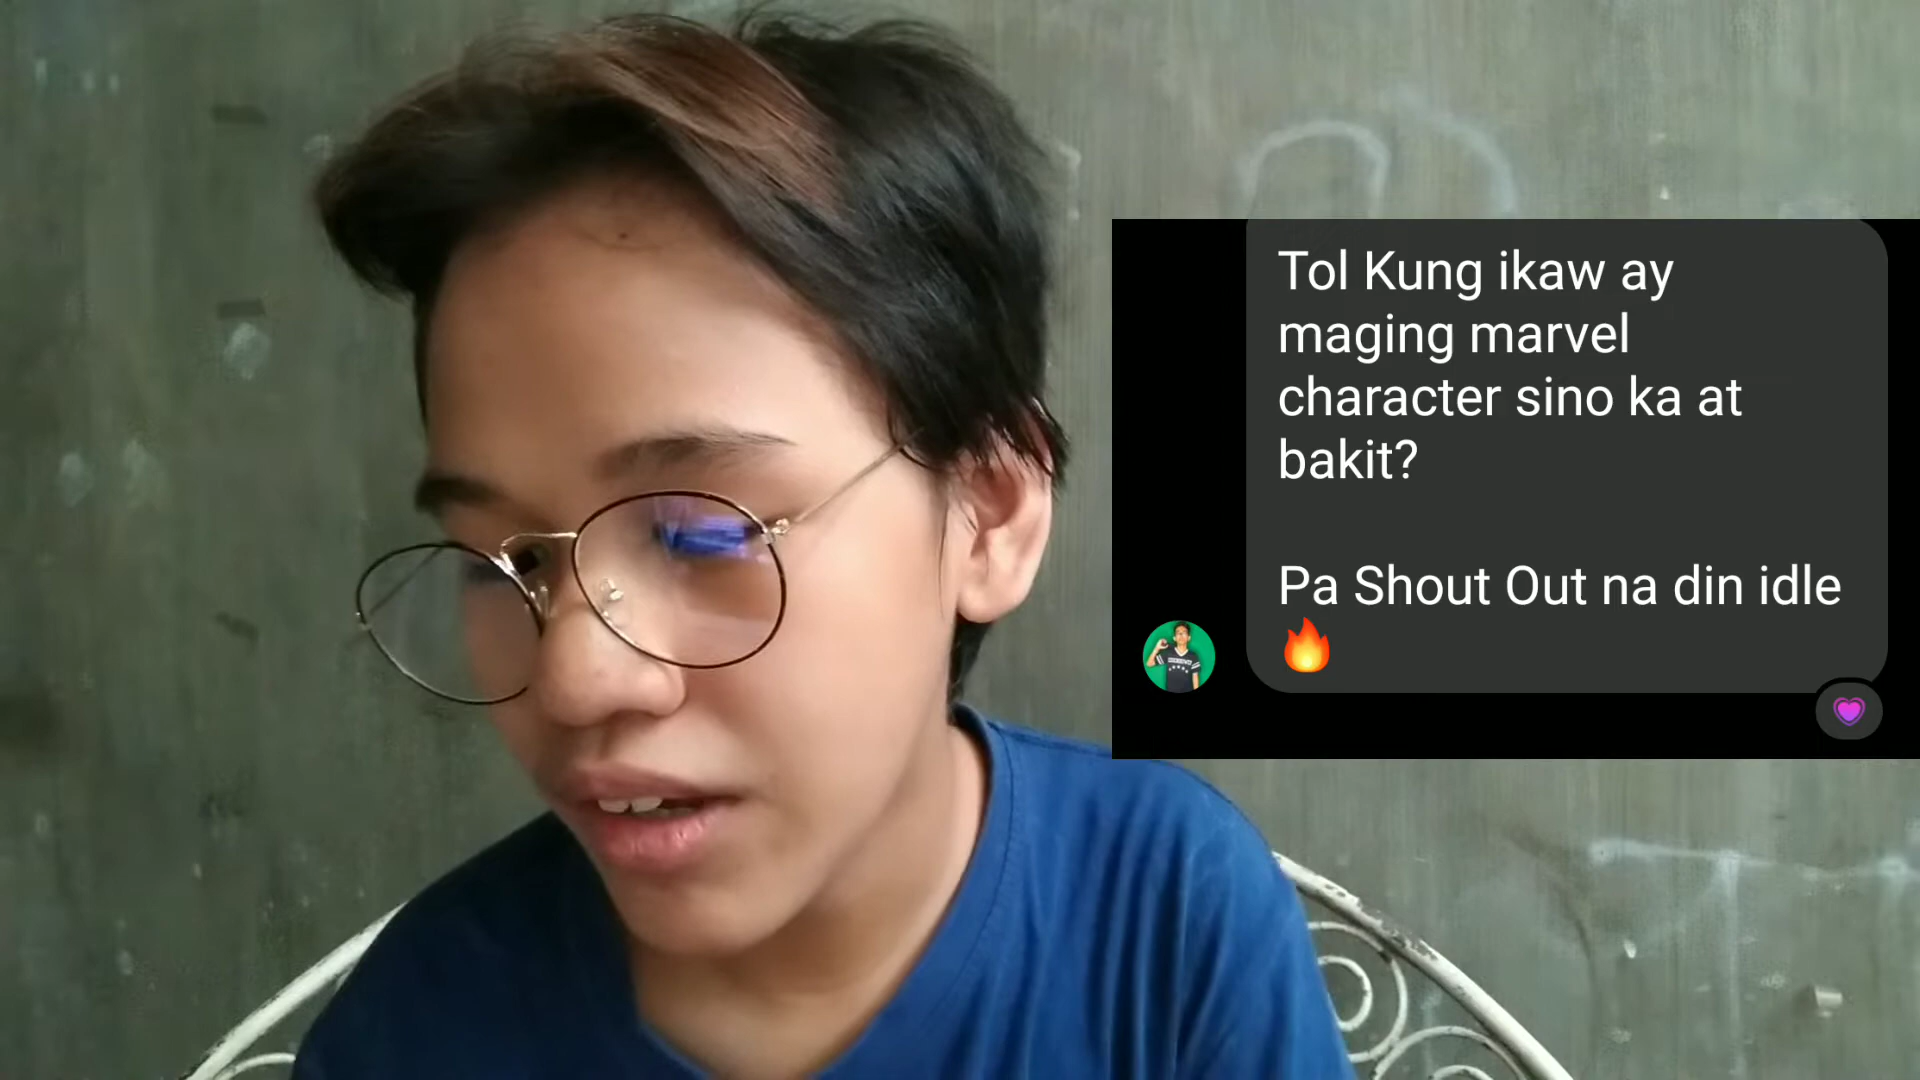 Tol Kung ikaw ay
maging marvel
character sino ka at
bakit?
Pa Shout Out na din idle
🔥